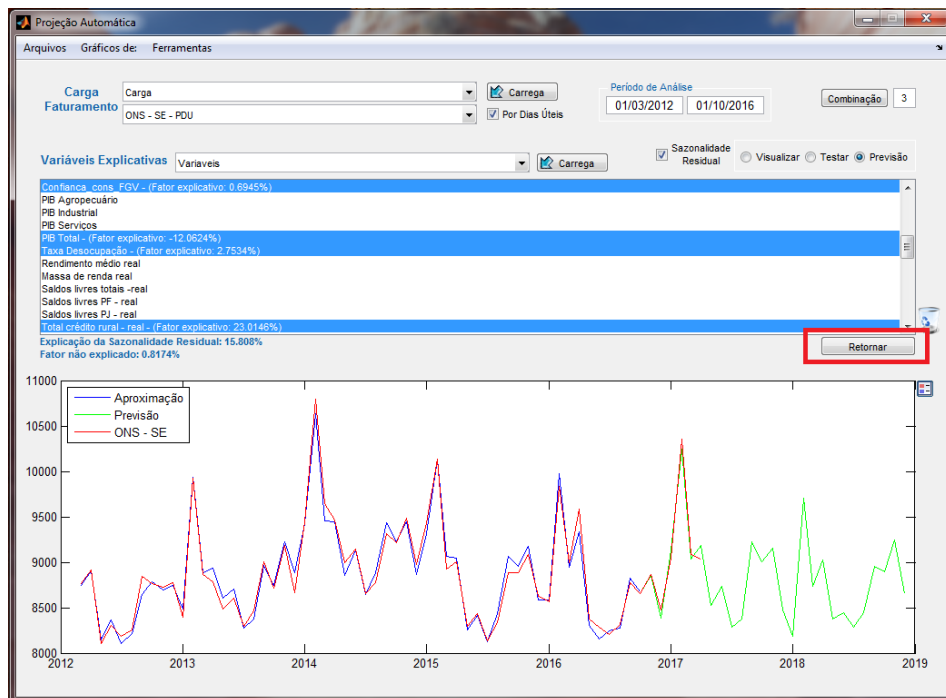 Projeção Automática
Arquivos Gráficos de: Ferramentas
Carga
Faturamento
Carga
Carrega
ONS - SE - PDU
Por Dias Úteis
Período de Análise
01/03/2012 01/10/2016
Combinação 3
Variáveis Explicativas Variaveis Carrega
Sazonalidade
Residual
Visualizar Testar Previsão
Confianca_cons_FGV - (Fator explicativo: 0.6945%)
PIB Agropecuário
PIB Industrial
PIB Serviços
PIB Total - (Fator explicativo: -12.0624%)
Taxa Desocupação - (Fator explicativo: 2.7534%)
Rendimento médio real
Massa de renda real
Saldos livres totais -real
Saldos livres PF - real
Saldos livres PJ - real
Total crédito rural - real - (Fator explicativo: 23.0146%)
Explicação da Sazonalidade Residual: 15.808%
Fator não explicado: 0.8174%
Retornar
11000
10500
10000
9500
9000
8500
8000
Aproximação
Previsão
ONS - SE
2012 2013 2014 2015 2016 2017 2018 2019